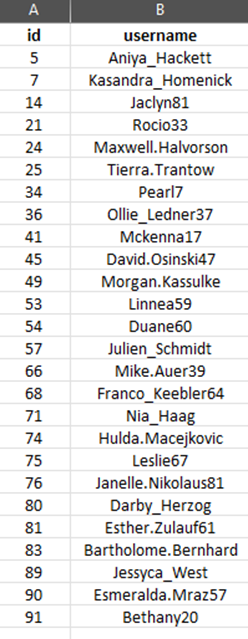 A B
id username
5 Aniya_Hackett
7 Kasandra_Homenick
14 Jaclyn81
21 Rocio33
24 Maxwell.Halvorson
25 Tierra.Trantow
34 Pearl7
36 Ollie_Ledner37
41 Mckenna17
45 David.Osinski47
49 Morgan.Kassulke
53 Linnea59
54 Duane60
57 Julien_Schmidt
66 Mike.Auer39
68 Franco_Keebler64
71 Nia_Haag
74 Hulda.Macejkovic
75 Leslie67
76 Janelle.Nikolaus81
80 Darby_Herzog
81 Esther.Zulauf61
83 Bartholome.Bernhard
89 Jessyca_West
90 Esmeralda.Mraz57
91 Bethany20